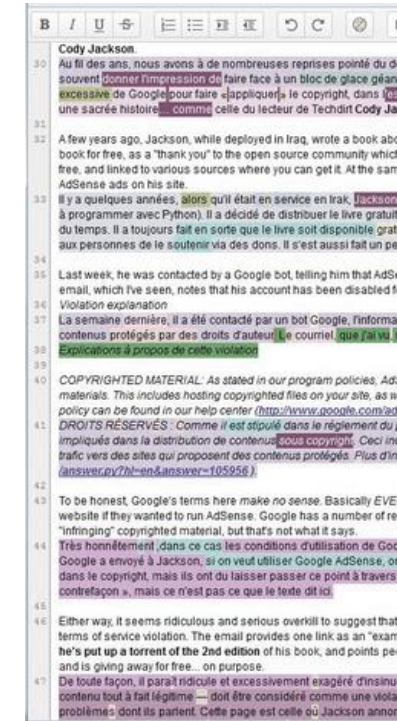 B I U S
Cody Jackson.
30 Au fil des ans, nous avons à de nombreuses reprises pointé du d
souvent donner l'impression de faire face à un bloc de glace géan
excessive de Google pour faire « appliquer » le copyright, dans l'
une sacrée histoire... comme celle du lecteur de Techdirt Cody Ja
31
32 A few years ago, Jackson, while deployed in Iraq, wrote a book abo
book for free, as a "thank you" to the open source community whic
free, and linked to various sources where you can get it. At the sam
AdSense ads on his site.
33 Il y a quelques années, alors qu'il était en service en Irak, Jackson
à programmer avec Python). Il a décidé de distribuer le livre gratuit
du temps. Il a toujours fait en sorte que le livre soit disponible grat
aux personnes de le soutenir via des dons. Il s'est aussi fait un pe
34
35 Last week, he was contacted by a Google bot, telling him that AdSe
email, which I've seen, notes that his account has been disabled f
36 Violation explanation
37 La semaine dernière, il a été contacté par un bot Google, l'informa
contenus protégés par des droits d'auteur. Le courriel, que j'ai vu,
38 Explications à propos de cette violation
39
40 COPYRIGHTED MATERIAL: As stated in our program policies, Ad
materials. This includes hosting copyrighted files on your site, as w
policy can be found in our help center (http://www.google.com/ad
41 DROITS RÉSERVÉS : Comme il est stipulé dans le réglement du p
impliqués dans la distribution de contenus sous copyright. Ceci inc
trafic vers des sites qui proposent des contenus protégés. Plus d'in
/answer.py?hl=en&answer=105956 ).
42
43 To be honest, Google's terms here make no sense. Basically EVE
website if they wanted to run AdSense. Google has a number of re
"infringing" copyrighted material, but that's not what it says.
44 Très honnêtement ,dans ce cas les conditions d'utilisation de Goo
Google a envoyé à Jackson, si on veut utiliser Google AdSense, on
dans le copyright, mais ils ont du laisser passer ce point à travers
contrefaçon », mais ce n'est pas ce que le texte dit ici.
45
46 Either way, it seems ridiculous and serious overkill to suggest that
terms of service violation. The email provides one link as an "exam
he's put up a torrent of the 2nd edition of his book, and points pe
and is giving away for free... on purpose.
47 De toute façon, il parait ridicule et excessivement exagéré d'insinu
contenu tout à fait légitime — doit être considéré comme une viola
problèmes dont ils parlent. Cette page est celle où Jackson annon